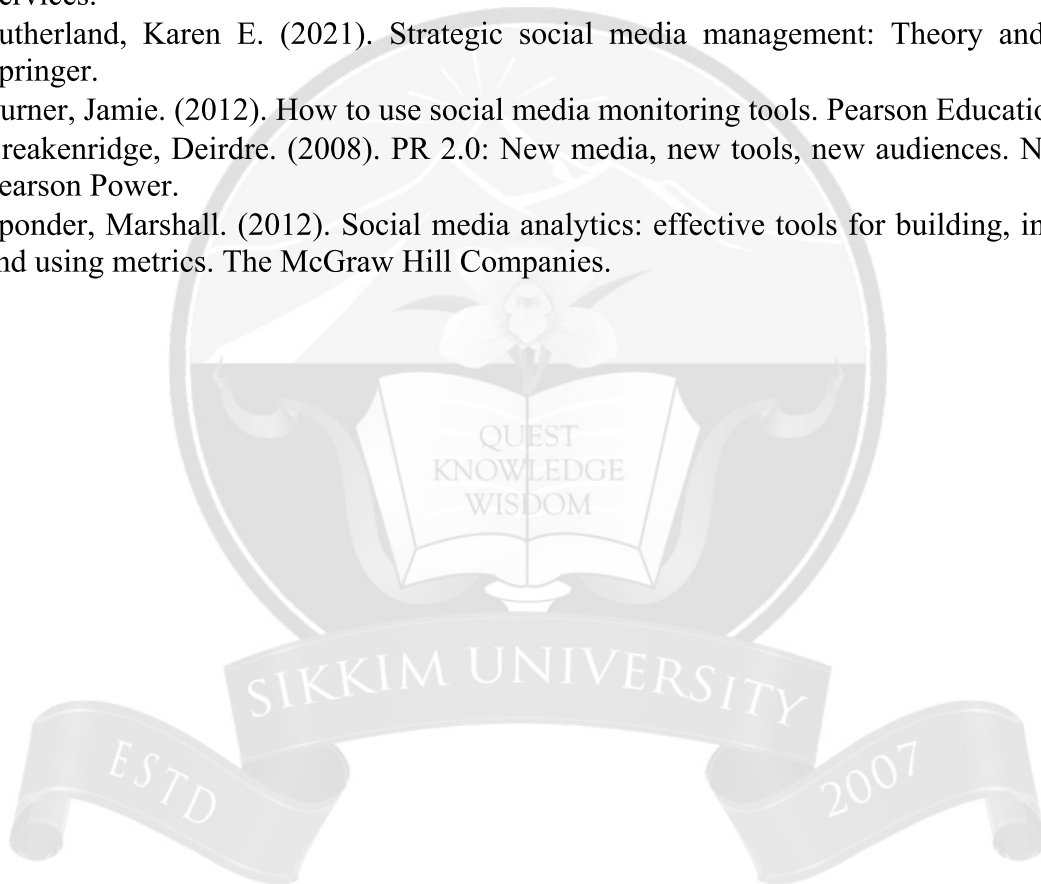 ervices.
utherland, Karen E. (2021). Strategic social media management: Theory and
pringer.
urner, Jamie. (2012). How to use social media monitoring tools. Pearson Educatio
reakenridge, Deirdre. (2008). PR 2.0: New media, new tools, new audiences. N
earson Power.
ponder, Marshall. (2012). Social media analytics: effective tools for building, in
nd using metrics. The McGraw Hill Companies.
QUEST
KNOWLEDGE
WISDOM
SIKKIM UNIVERSITY
ESTD 2007